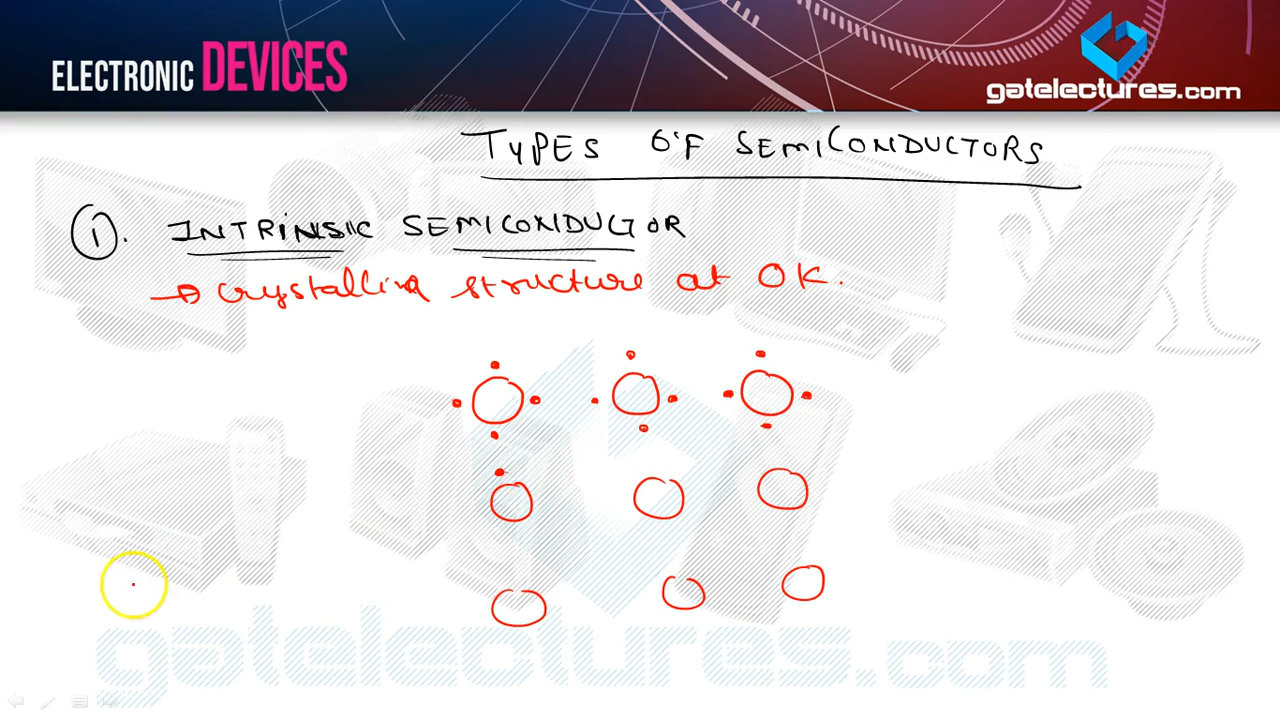 ELECTRONIC DEVICES
gatelectures.com
TYPES OF SEMICONDUCTORS
1. INTRINSIC SEMICONDUCTOR
→ crystalline structure at 0K.
gatelectures.com